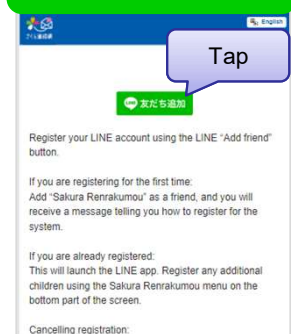 English
さくら連絡網
Tap
友だち追加
Register your LINE account using the LINE "Add friend"
button.
If you are registering for the first time:
Add "Sakura Renrakumou" as a friend, and you will
receive a message telling you how to register for the
system.
If you are already registered:
This will launch the LINE app. Register any additional
children using the Sakura Renrakumou menu on the
bottom part of the screen.
Cancelling registration: